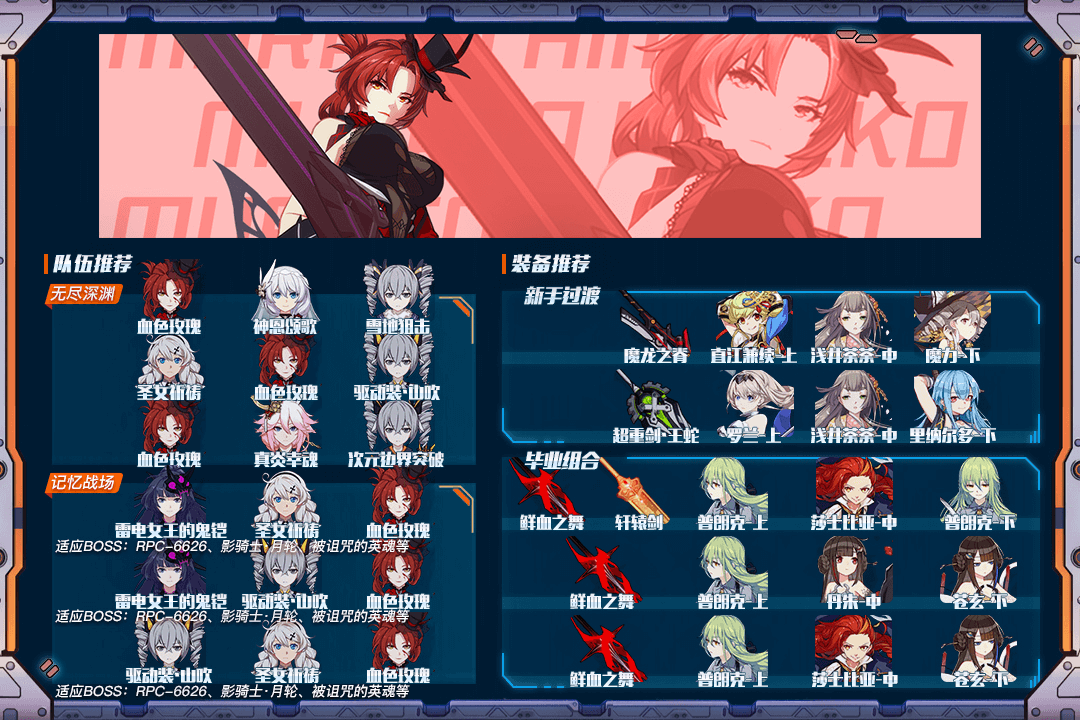 队伍推荐
无尽深渊
血色玫瑰 神恩颂歌 雪地狙击
圣女祈祷 血色玫瑰 驱动装·山吹
血色玫瑰 真炎幸魂 次元边界突破
记忆战场
雷电女王的鬼铠 圣女祈祷 血色玫瑰
适应BOSS：RPC-6626、影骑士·月轮、被诅咒的英魂等
雷电女王的鬼铠 驱动装·山吹 血色玫瑰
适应BOSS：RPC-6626、影骑士·月轮、被诅咒的英魂等
驱动装·山吹 圣女祈祷 血色玫瑰
适应BOSS：RPC-6626、影骑士·月轮、被诅咒的英魂等
装备推荐
新手过渡
魔龙之脊 直江兼续-上 浅井茶茶-中 魔力-下
超重剑·王蛇 罗兰-上 浅井茶茶-中 里纳尔多-下
毕业组合
鲜血之舞 轩辕剑 普朗克-上 莎士比亚-中 普朗克-下
鲜血之舞 普朗克-上 丹朱-中 苍玄-下
鲜血之舞 普朗克-上 莎士比亚-中 苍玄-下